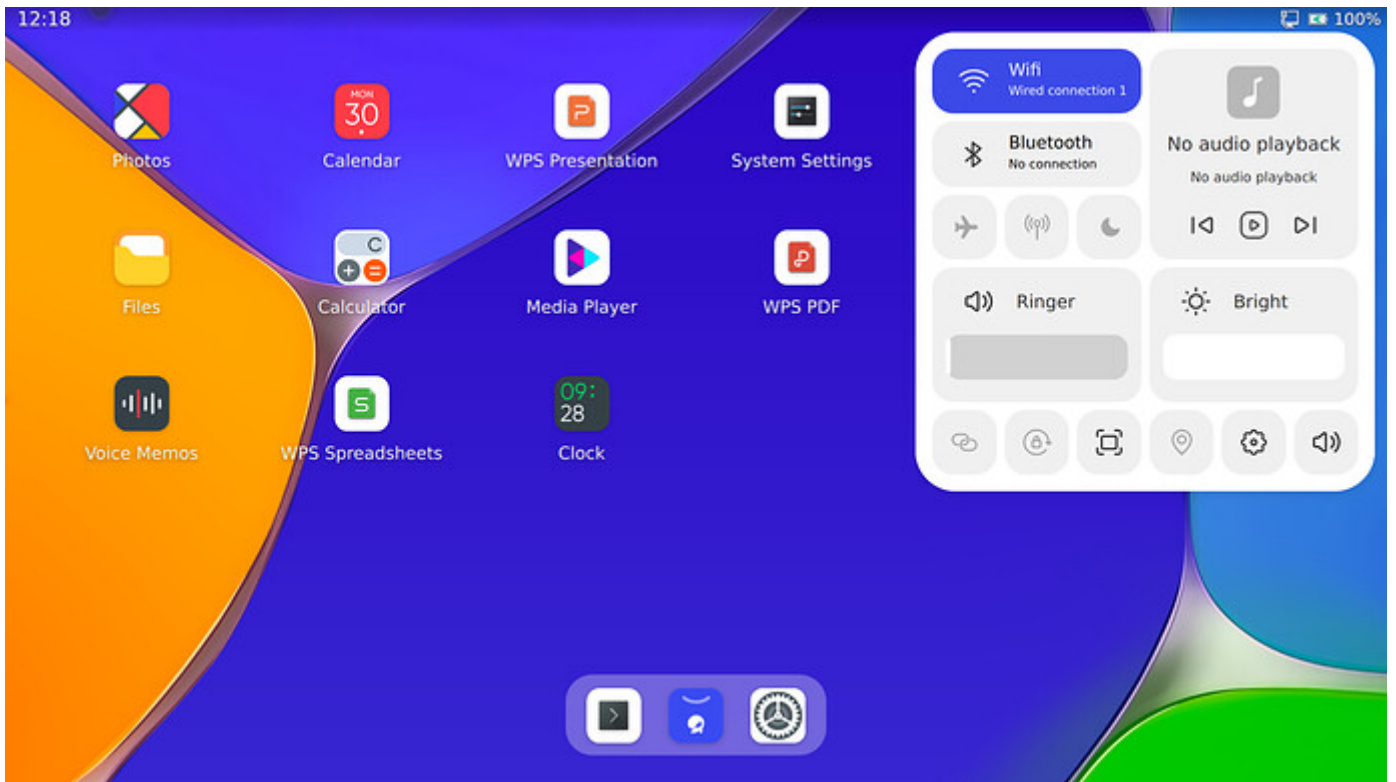 12:18
100%
Photos
MON
30
Calendar
WPS Presentation
System Settings
Files
C
Calculator
Media Player
WPS PDF
Voice Memos
S
WPS Spreadsheets
09:
28
Clock
Wifi
Wired connection 1
Bluetooth
No connection
No audio playback
No audio playback
Ringer
Bright